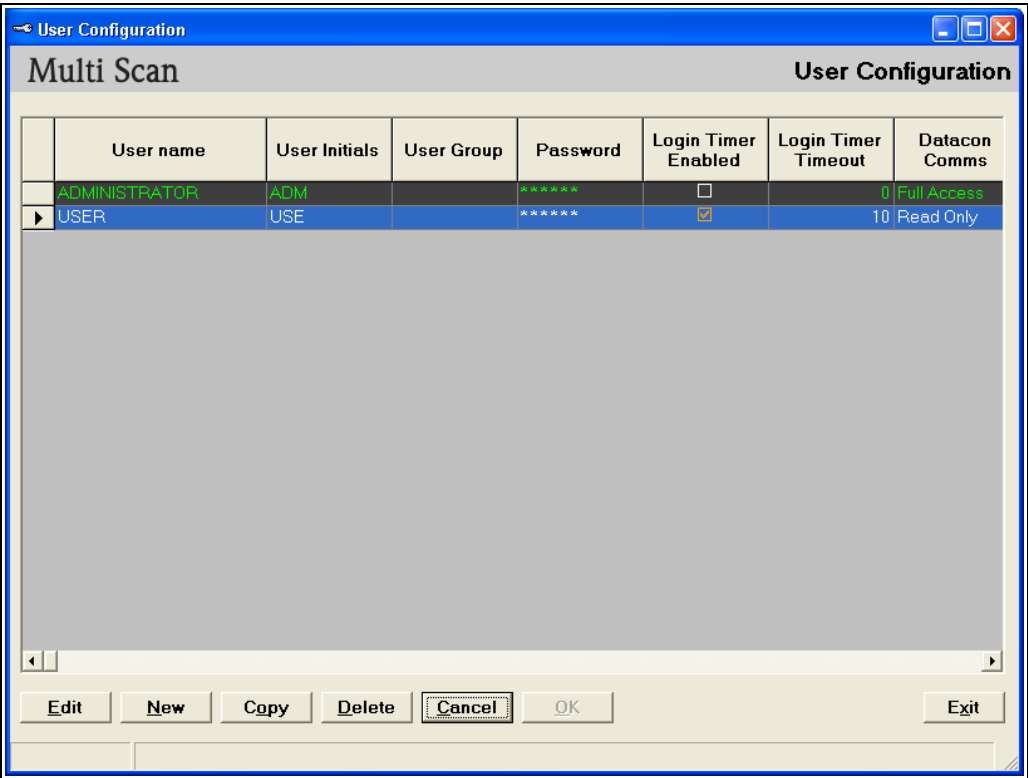 User Configuration
Multi Scan
User Configuration
User name User Initials User Group Password Login Timer Enabled Login Timer Timeout Datacon Comms
ADMINISTRATOR ADM ****** 0 Full Access
USER USE ****** 10 Read Only
Edit New Copy Delete Cancel OK Exit